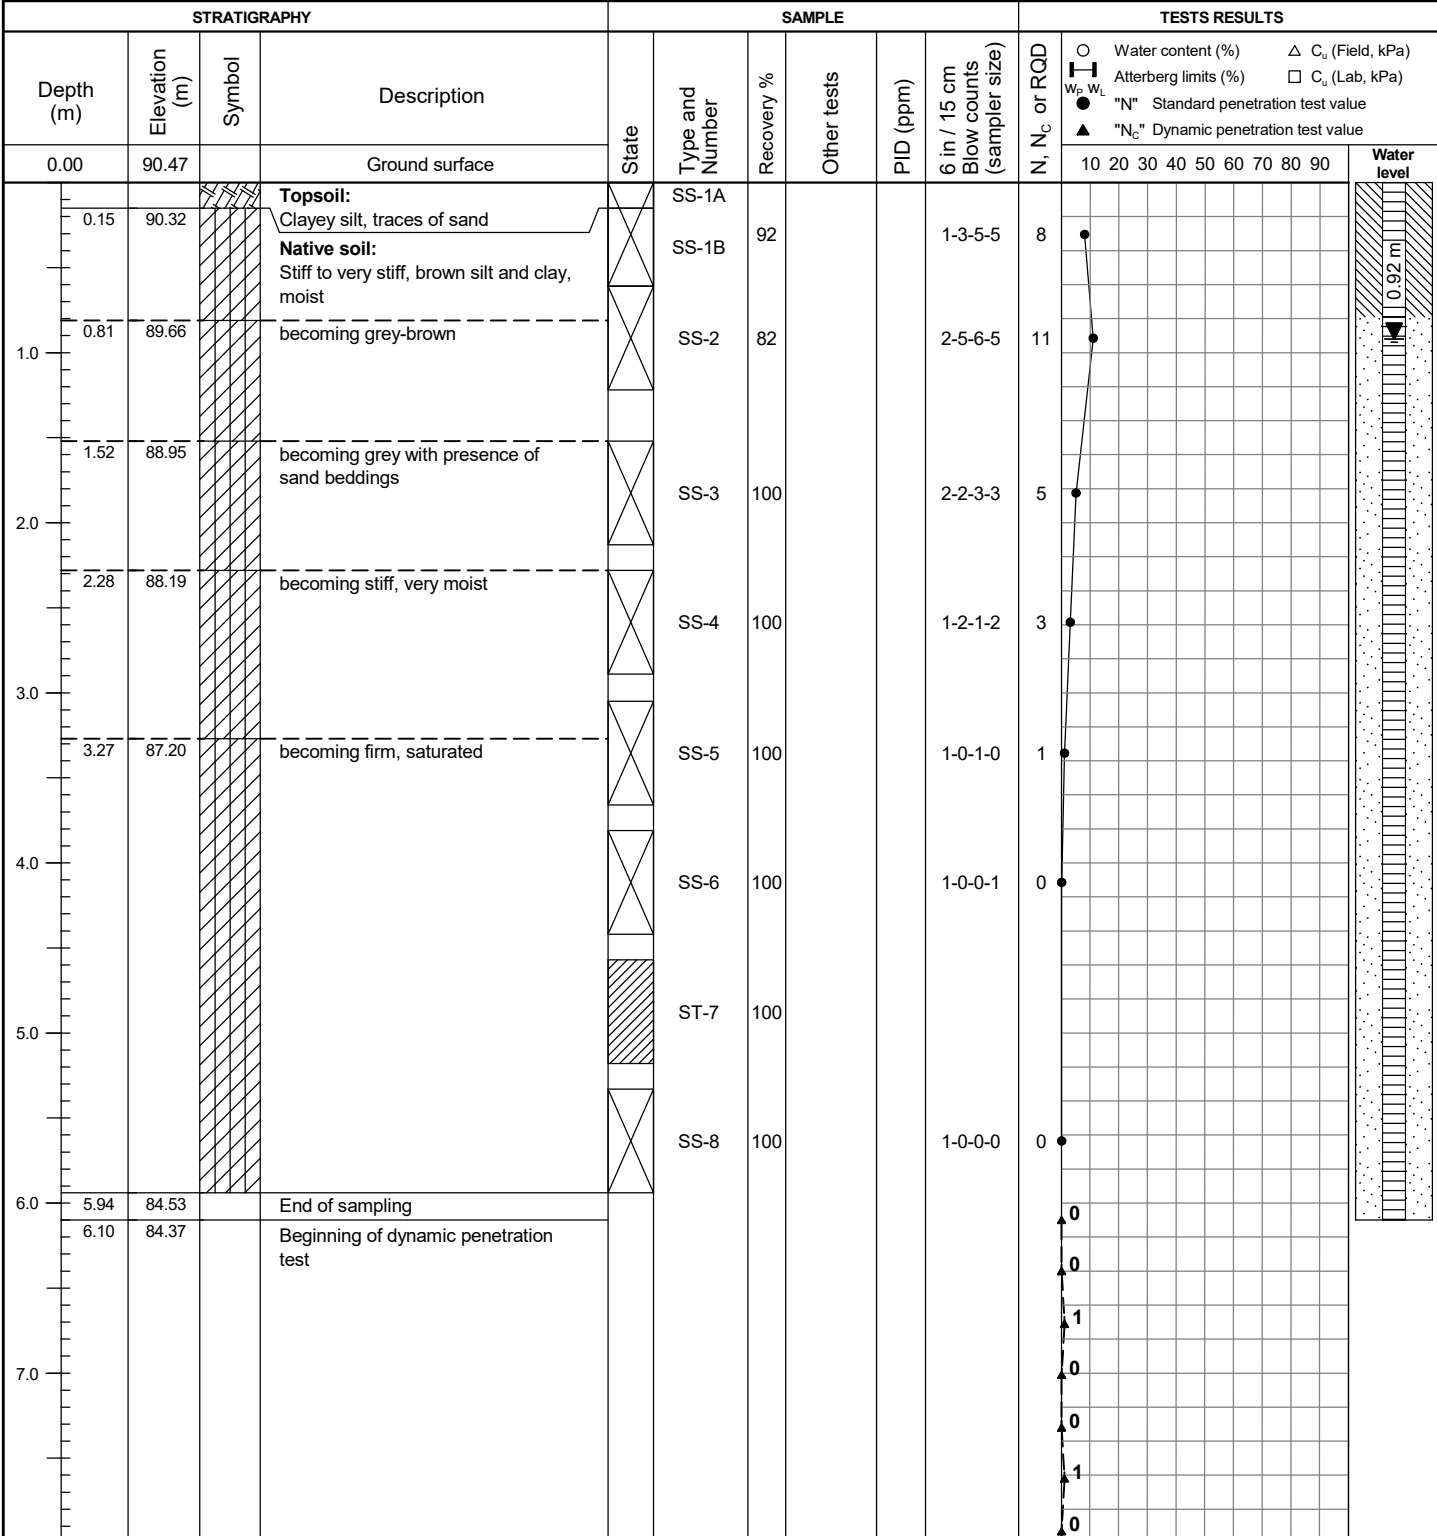 STRATIGRAPHY SAMPLE TESTS RESULTS
Depth (m)
Elevation (m)
Symbol
Description
State
Type and Number
Recovery %
Other tests
PID (ppm)
6 in / 15 cm Blow counts (sampler size)
N, NC or RQD
Water content (%) Cu (Field, kPa)
Atterberg limits (%) Cu (Lab, kPa)
WP WL
"N" Standard penetration test value
"NC" Dynamic penetration test value
0.00 90.47 Ground surface
10 20 30 40 50 60 70 80 90
Water level
Topsoil: SS-1A
0.15 90.32 Clayey silt, traces of sand
92 1-3-5-5 8
Native soil: SS-1B
Stiff to very stiff, brown silt and clay,
moist
0.92 m
0.81 89.66 becoming grey-brown SS-2 82 2-5-6-5 11
1.0
1.52 88.95 becoming grey with presence of
sand beddings
SS-3 100 2-2-3-3 5
2.0
2.28 88.19 becoming stiff, very moist
SS-4 100 1-2-1-2 3
3.0
3.27 87.20 becoming firm, saturated SS-5 100 1-0-1-0 1
4.0
SS-6 100 1-0-0-1 0
ST-7 100
5.0
SS-8 100 1-0-0-0 0
6.0 5.94 84.53 End of sampling
0
6.10 84.37 Beginning of dynamic penetration
test
0
1
7.0 0
0
1
0